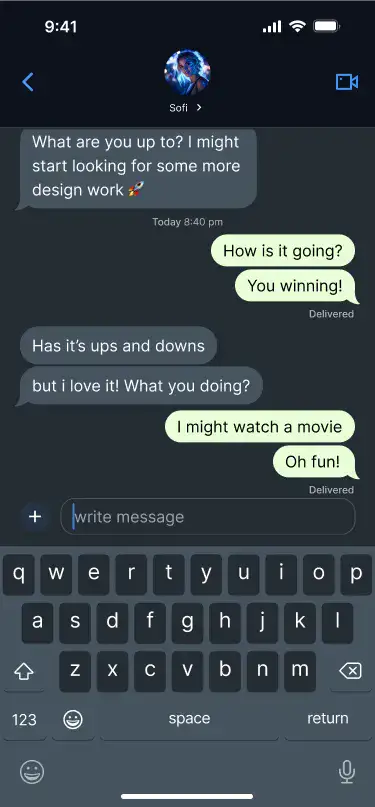 9:41
Sofi
What are you up to? I might
start looking for some more
design work 🚀
Today 8:40 pm
How is it going?
You winning!
Delivered
Has it’s ups and downs
but i love it! What you doing?
I might watch a movie
Oh fun!
Delivered
write message
q w e r t y u i o p
a s d f g h j k l
z x c v b n m
123 space return